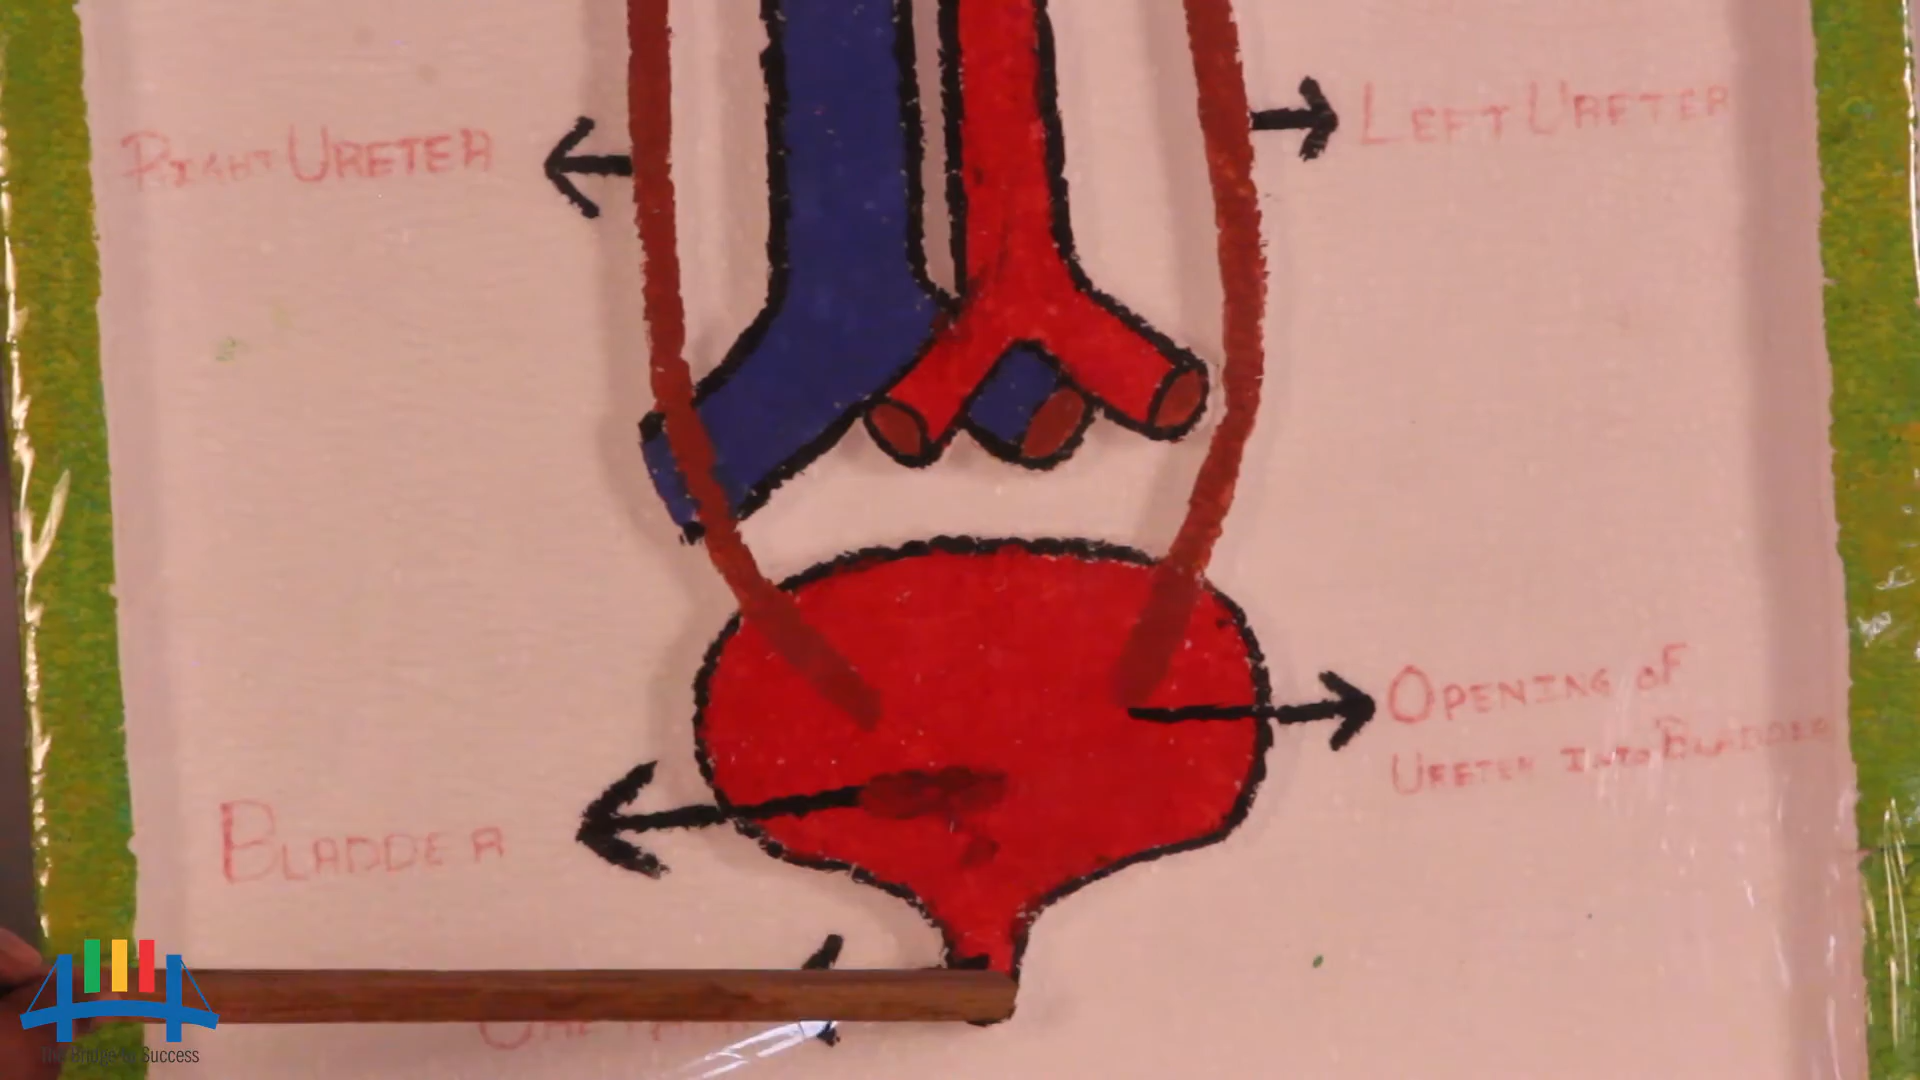 RIGHT URETER
LEFT URETER
OPENING OF
URETER INTO BLADDER
BLADDER
The Bridge to Success